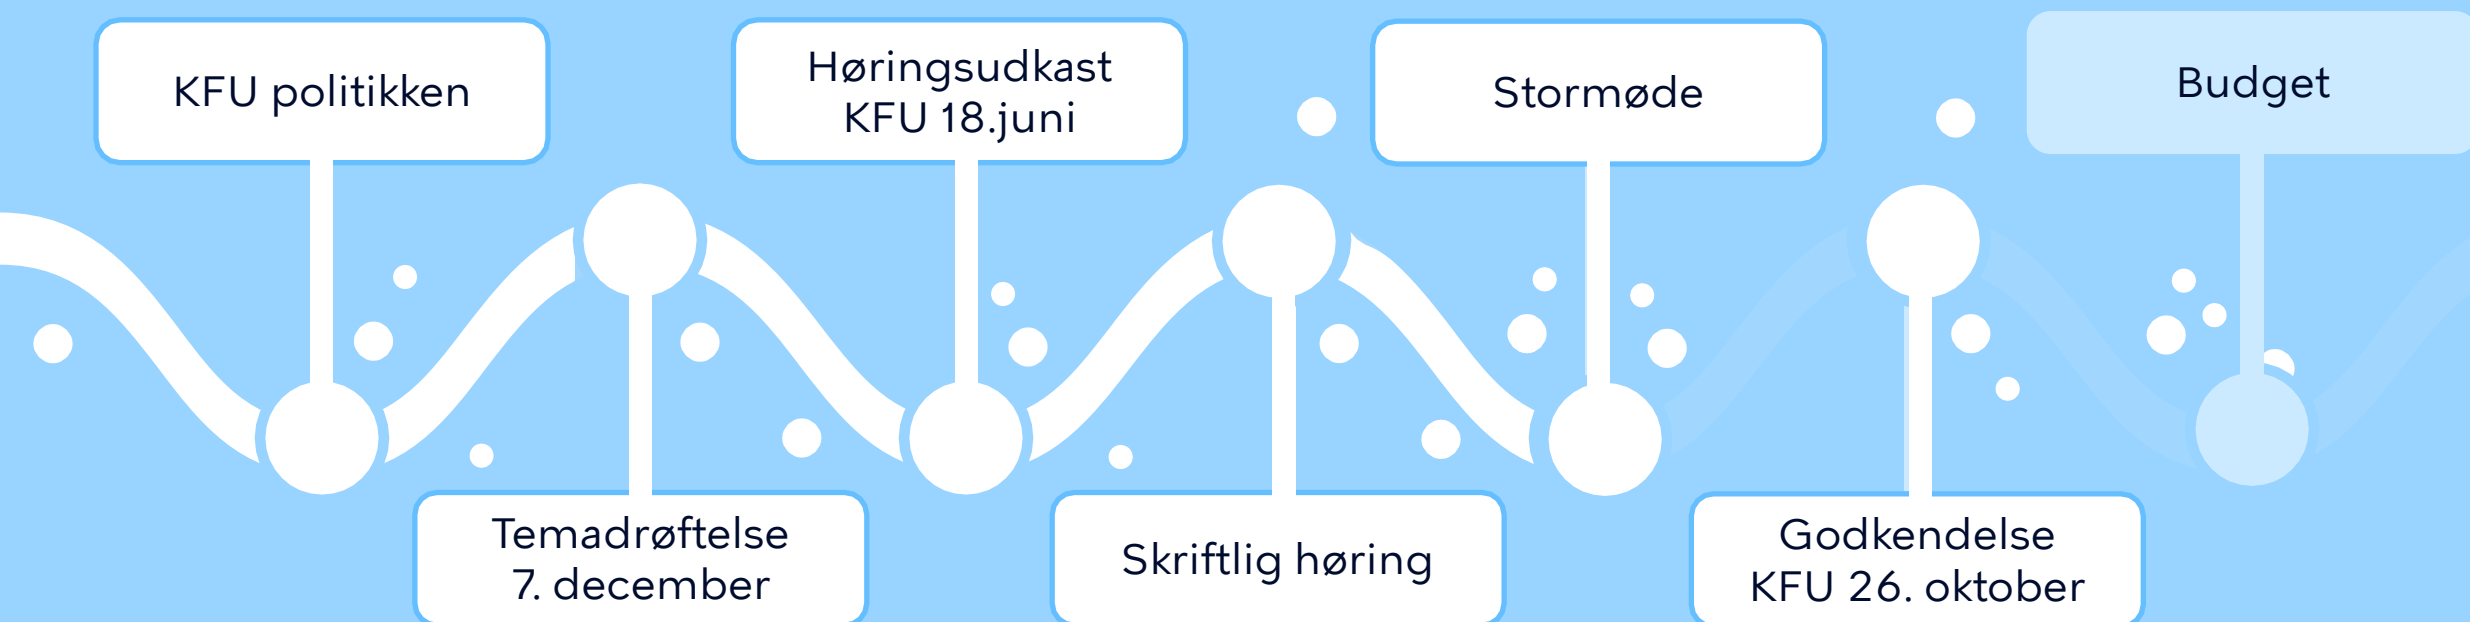 KFU politikken
Temadrøftelse
7. december
Høringsudkast
KFU 18.juni
Skriftlig høring
Stormøde
Godkendelse
KFU 26. oktober
Budget